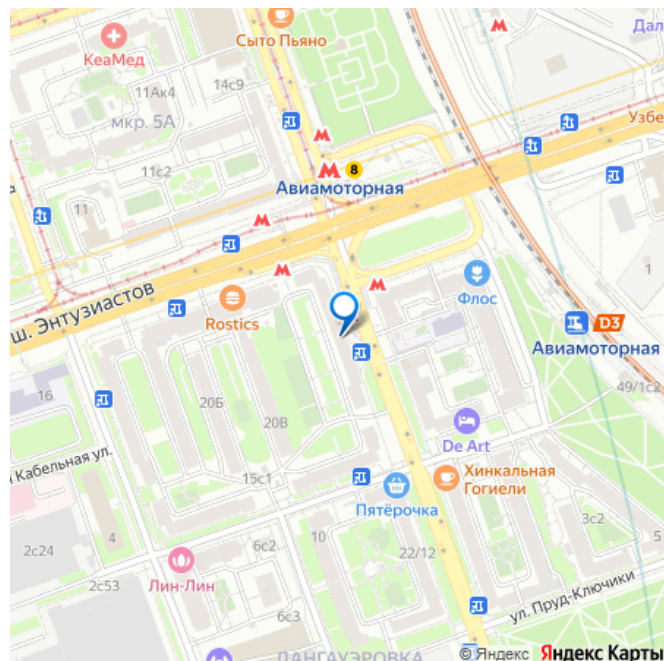 КеаМед
Сыто Пьяно
Дал
11Ак4
14с9
мкр. 5А
Узбе
11с2
8
Авиамоторная
11
1
ш. Энтузиастов
Rostics
Флос
D3
Авиамоторная
16
20Б
20В
49/1с2
De Art
я Кабельная ул.
15с1
Хинкальная
Гогиели
Пятёрочка
2с24
4
6с2
10
22/12
3с2
2с53
Лин-Лин
6с3
ул. Пруд-Ключики
ЛАНГАУЭРОВКА
© Яндекс Яндекс Карты